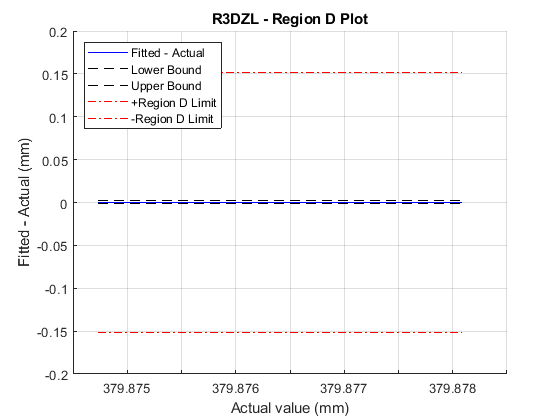 R3DZL - Region D Plot
Fitted - Actual
Lower Bound
Upper Bound
+Region D Limit
-Region D Limit
0.2
0.15
0.1
0.05
0
-0.05
-0.1
-0.15
-0.2
Fitted - Actual (mm)
379.875 379.876 379.877 379.878
Actual value (mm)